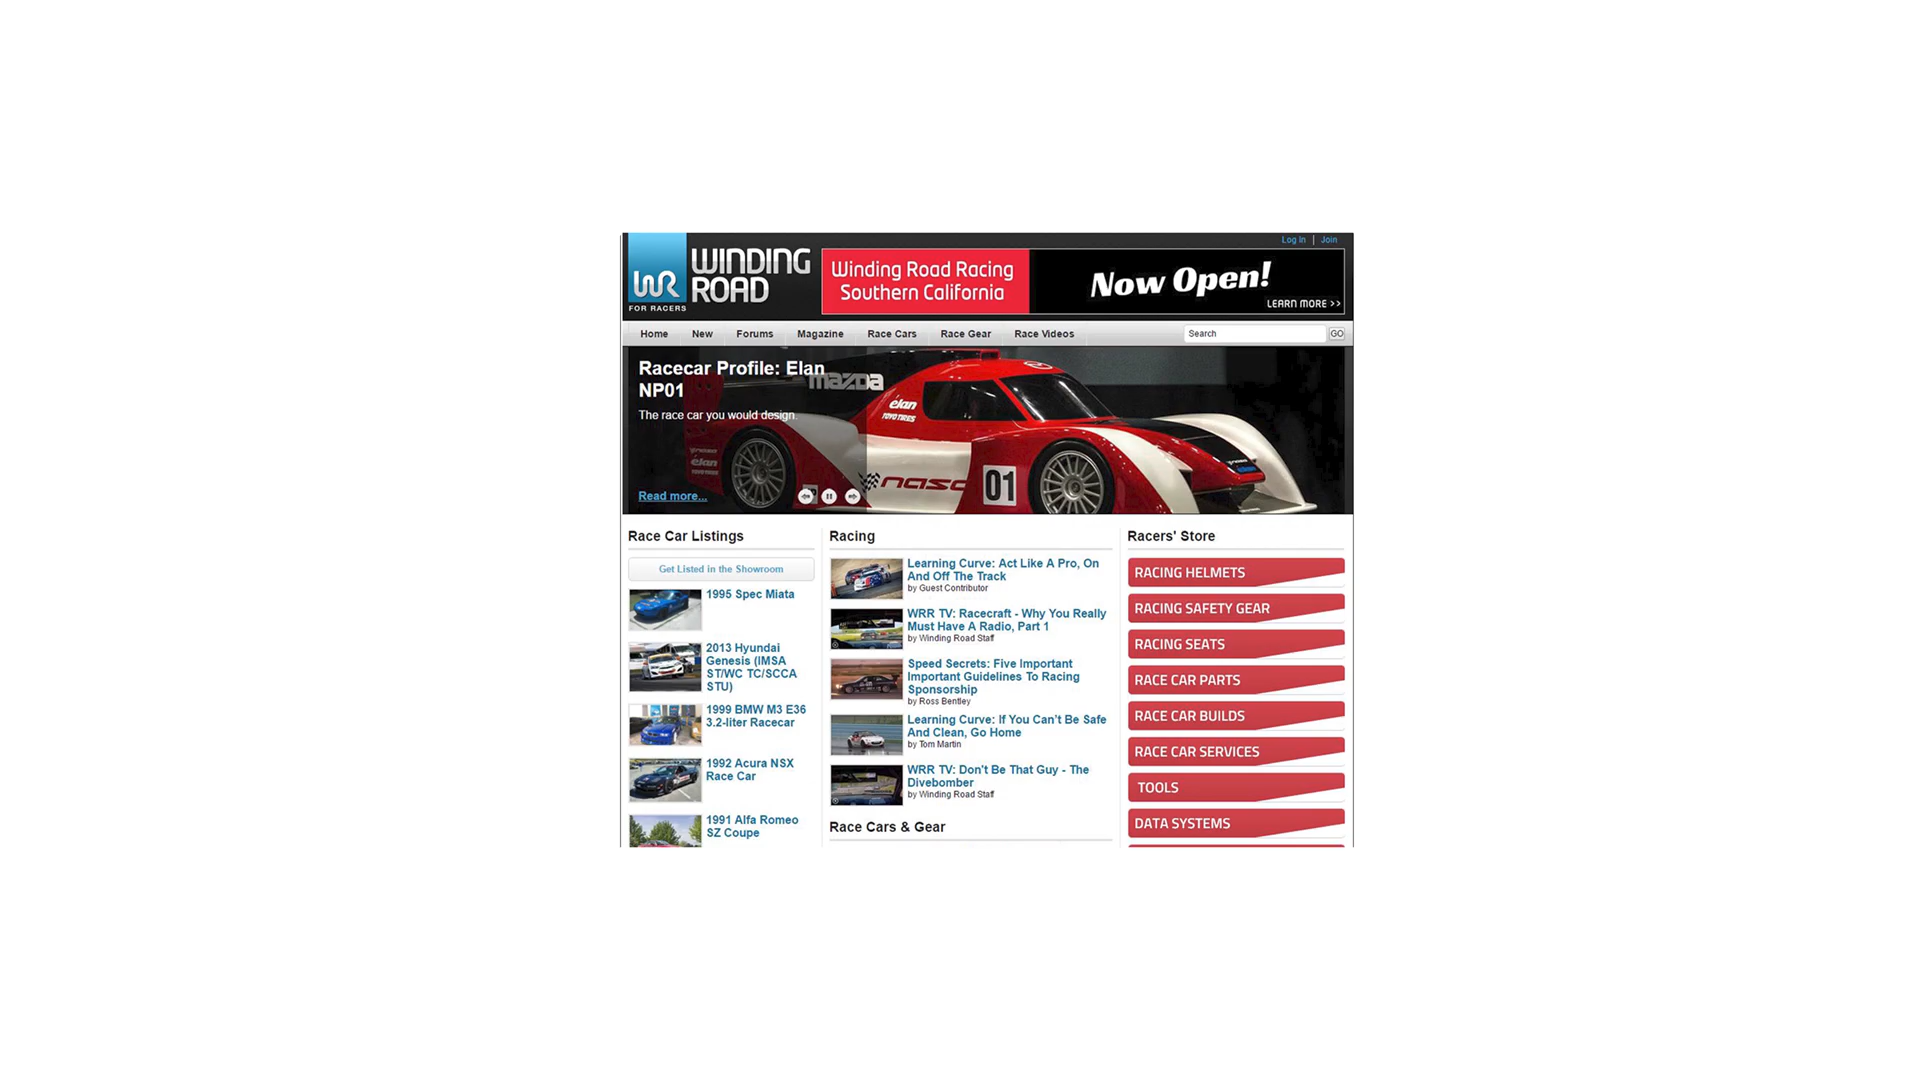 Log In | Join
WR
FOR RACERS
WINDING
ROAD
Winding Road Racing
Southern California
Now Open!
LEARN MORE >>
Home New Forums Magazine Race Cars Race Gear Race Videos Search GO
Racecar Profile: Elan
NP01
The race car you would design.
Read more...
mazda
élan
TOYO TIRES
élan
nasa
01
Race Car Listings
Get Listed in the Showroom
1995 Spec Miata
2013 Hyundai
Genesis (IMSA
ST/WC TC/SCCA
STU)
1999 BMW M3 E36
3.2-liter Racecar
1992 Acura NSX
Race Car
1991 Alfa Romeo
SZ Coupe
Racing
Learning Curve: Act Like A Pro, On
And Off The Track
by Guest Contributor
WRR TV: Racecraft - Why You Really
Must Have A Radio, Part 1
by Winding Road Staff
Speed Secrets: Five Important
Important Guidelines To Racing
Sponsorship
by Ross Bentley
Learning Curve: If You Can't Be Safe
And Clean, Go Home
by Tom Martin
WRR TV: Don't Be That Guy - The
Divebomber
by Winding Road Staff
Race Cars & Gear
Racers' Store
RACING HELMETS
RACING SAFETY GEAR
RACING SEATS
RACE CAR PARTS
RACE CAR BUILDS
RACE CAR SERVICES
TOOLS
DATA SYSTEMS